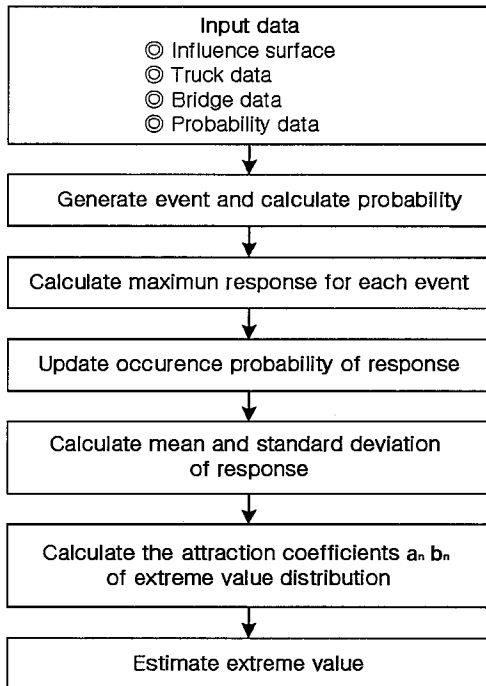 Input data
◎ Influence surface
◎ Truck data
◎ Bridge data
◎ Probability data
Generate event and calculate probability
Calculate maximun response for each event
Update occurence probability of response
Calculate mean and standard deviation
of response
Calculate the attraction coefficients aₙ bₙ
of extreme value distribution
Estimate extreme value